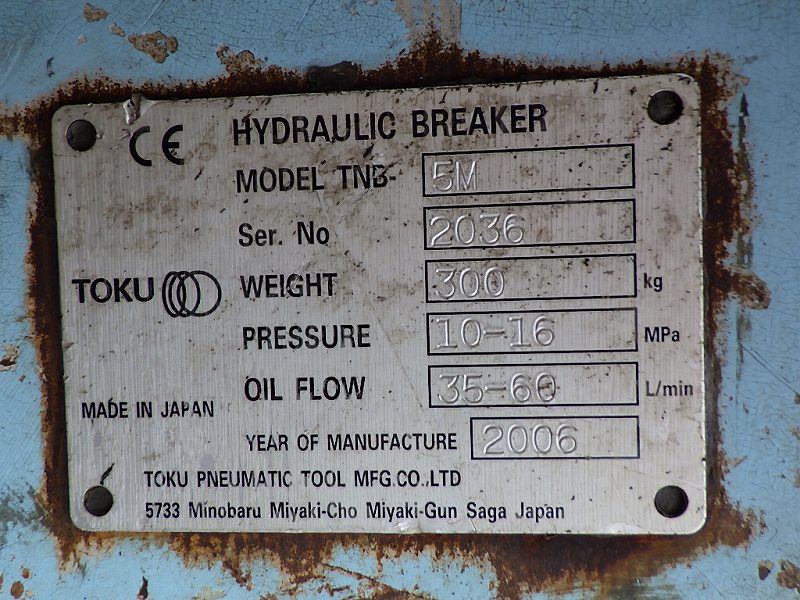 CE HYDRAULIC BREAKER
MODEL TNB- 5M
Ser. No 2036
TOKU WEIGHT 300 kg
PRESSURE 10-16 MPa
OIL FLOW 35-60 L/min
MADE IN JAPAN
YEAR OF MANUFACTURE 2006
TOKU PNEUMATIC TOOL MFG.CO.,LTD
5733 Minobaru Miyaki-Cho Miyaki-Gun Saga Japan